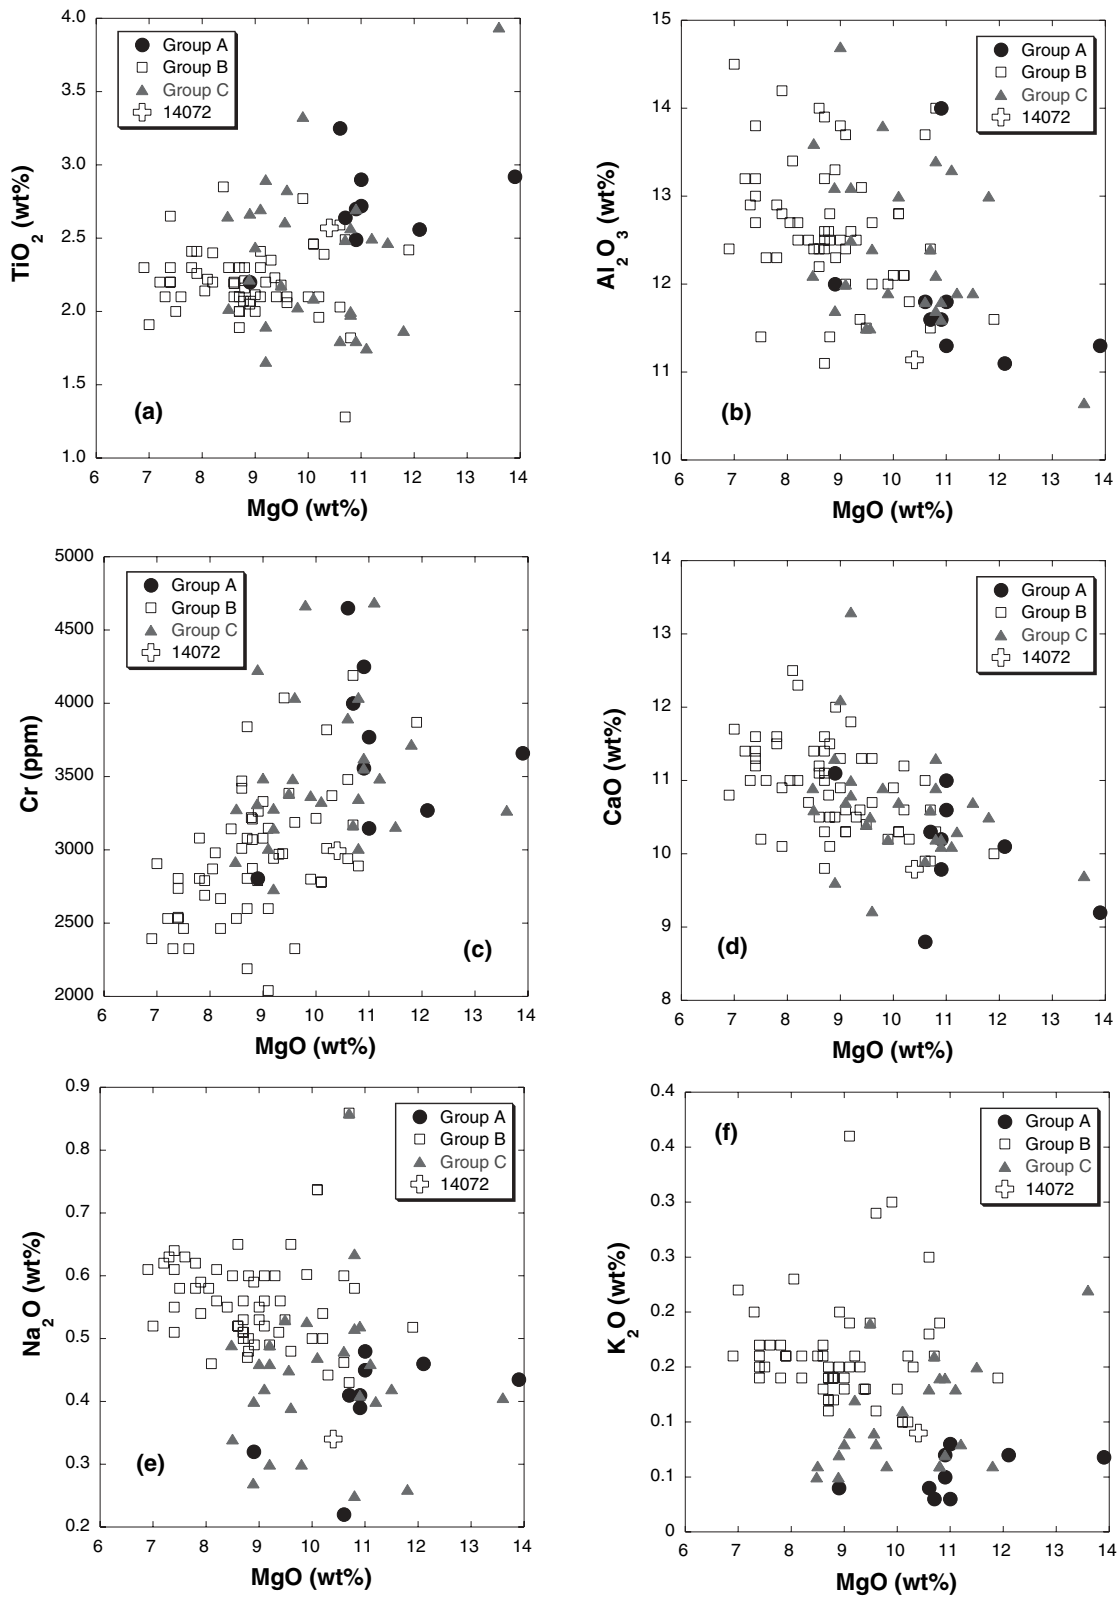 4.0
3.5
3.0
2.5
2.0
1.5
1.0
TiO2 (wt%)
Group A
Group B
Group C
14072
(a)
6 7 8 9 10 11 12 13 14
MgO (wt%)
15
14
13
12
11
10
Al2O3 (wt%)
Group A
Group B
Group C
14072
(b)
6 7 8 9 10 11 12 13 14
MgO (wt%)
5000
4500
4000
3500
3000
2500
2000
Cr (ppm)
Group A
Group B
Group C
14072
(c)
6 7 8 9 10 11 12 13 14
MgO (wt%)
14
13
12
11
10
9
8
CaO (wt%)
Group A
Group B
Group C
14072
(d)
6 7 8 9 10 11 12 13 14
MgO (wt%)
0.9
0.8
0.7
0.6
0.5
0.4
0.3
0.2
Na2O (wt%)
Group A
Group B
Group C
14072
(e)
6 7 8 9 10 11 12 13 14
MgO (wt%)
0.4
0.4
0.3
0.3
0.2
0.2
0.1
0.1
0
K2O (wt%)
(f)
Group A
Group B
Group C
14072
6 7 8 9 10 11 12 13 14
MgO (wt%)